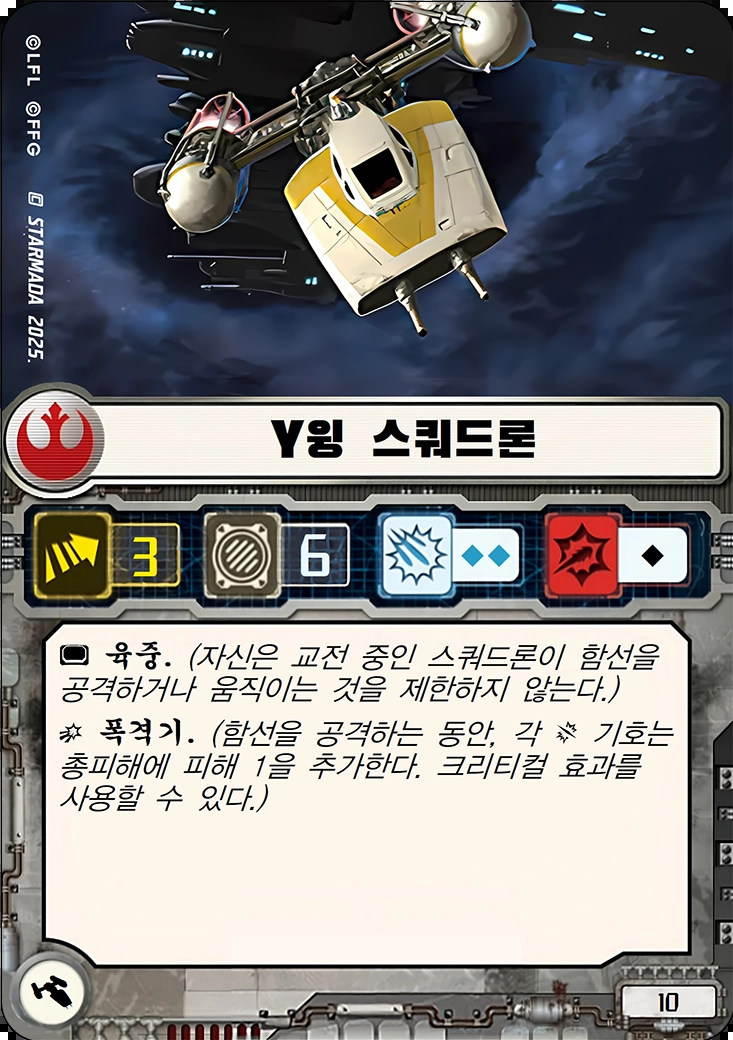 ©LFL ©FFG STARMADA 2025.
Y윙 스쿼드론
3 6
육중. (자신은 교전 중인 스쿼드론이 함선을
공격하거나 움직이는 것을 제한하지 않는다.)
폭격기. (함선을 공격하는 동안, 각 기호는
총피해에 피해 1을 추가한다. 크리티컬 효과를
사용할 수 있다.)
10